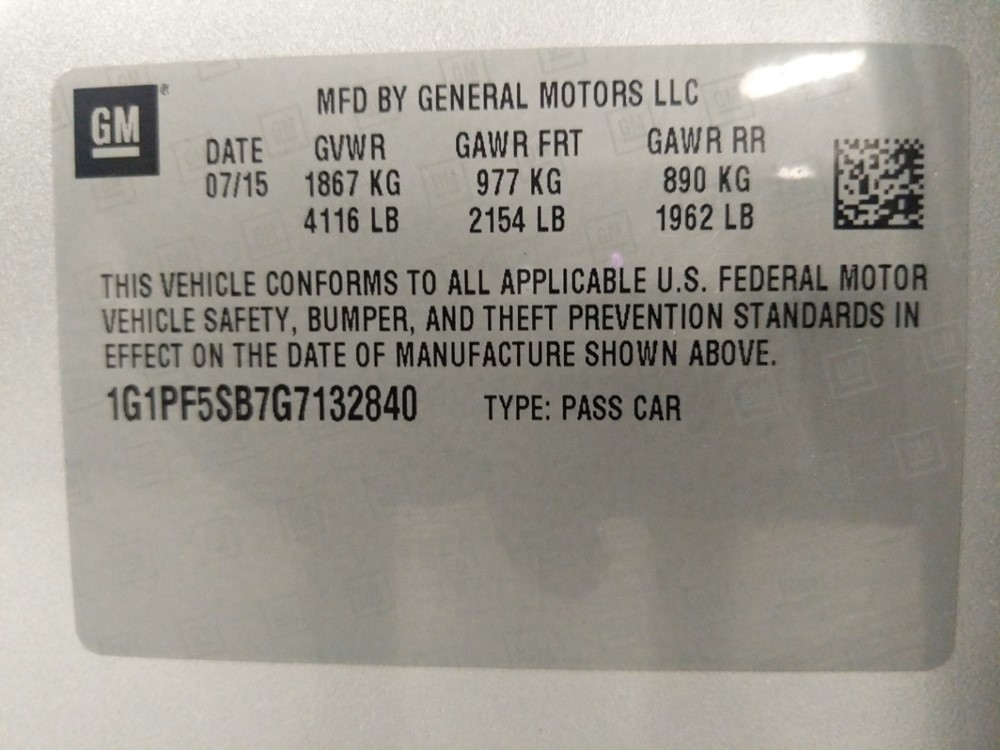 GM ®
MFD BY GENERAL MOTORS LLC
DATE GVWR GAWR FRT GAWR RR
07/15 1867 KG 977 KG 890 KG
4116 LB 2154 LB 1962 LB
THIS VEHICLE CONFORMS TO ALL APPLICABLE U.S. FEDERAL MOTOR
VEHICLE SAFETY, BUMPER, AND THEFT PREVENTION STANDARDS IN
EFFECT ON THE DATE OF MANUFACTURE SHOWN ABOVE.
1G1PF5SB7G7132840 TYPE: PASS CAR